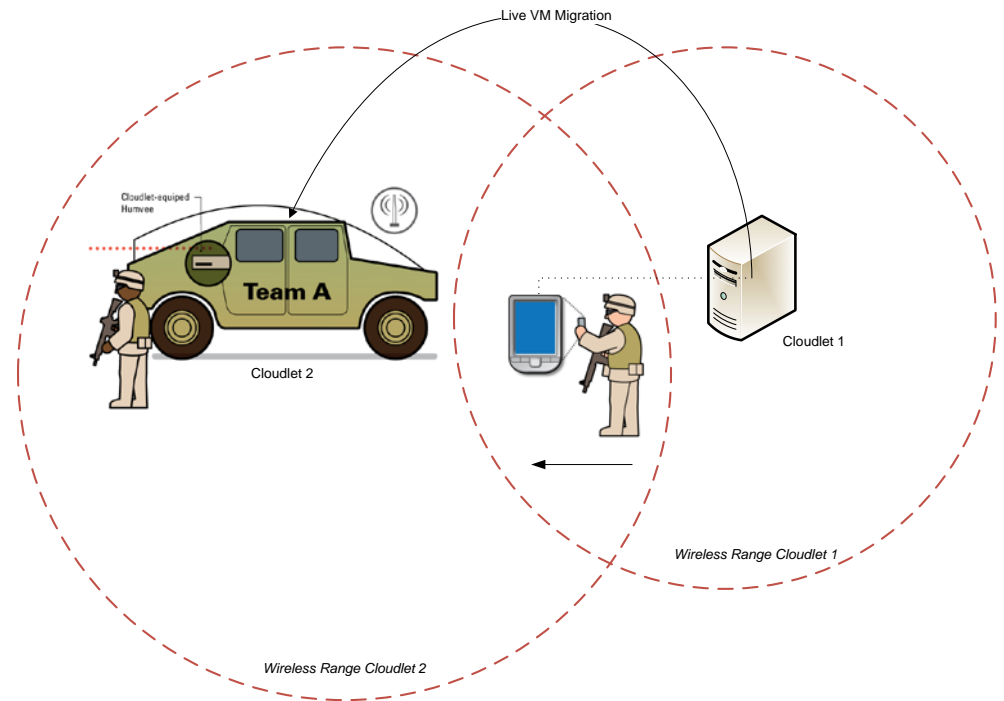 Live VM Migration
Cloudlet-equiped
Humvee
Team A
Cloudlet 2
Cloudlet 1
Wireless Range Cloudlet 1
Wireless Range Cloudlet 2